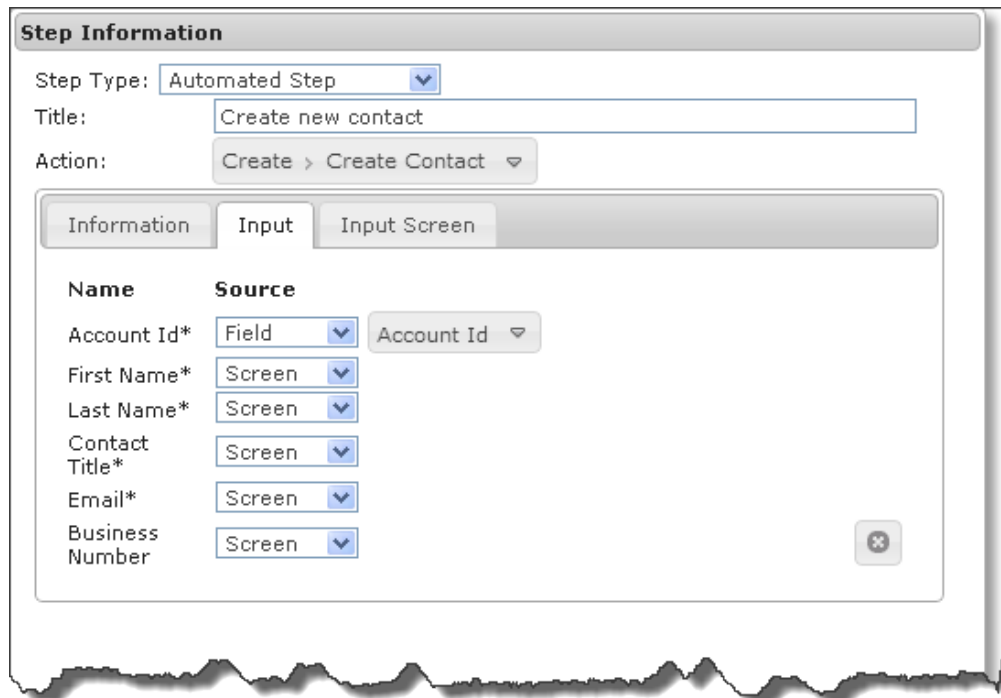 Step Information
Step Type: Automated Step
Title: Create new contact
Action: Create > Create Contact
Information Input Input Screen
Name Source
Account Id* Field Account Id
First Name* Screen
Last Name* Screen
Contact
Title* Screen
Email* Screen
Business
Number Screen